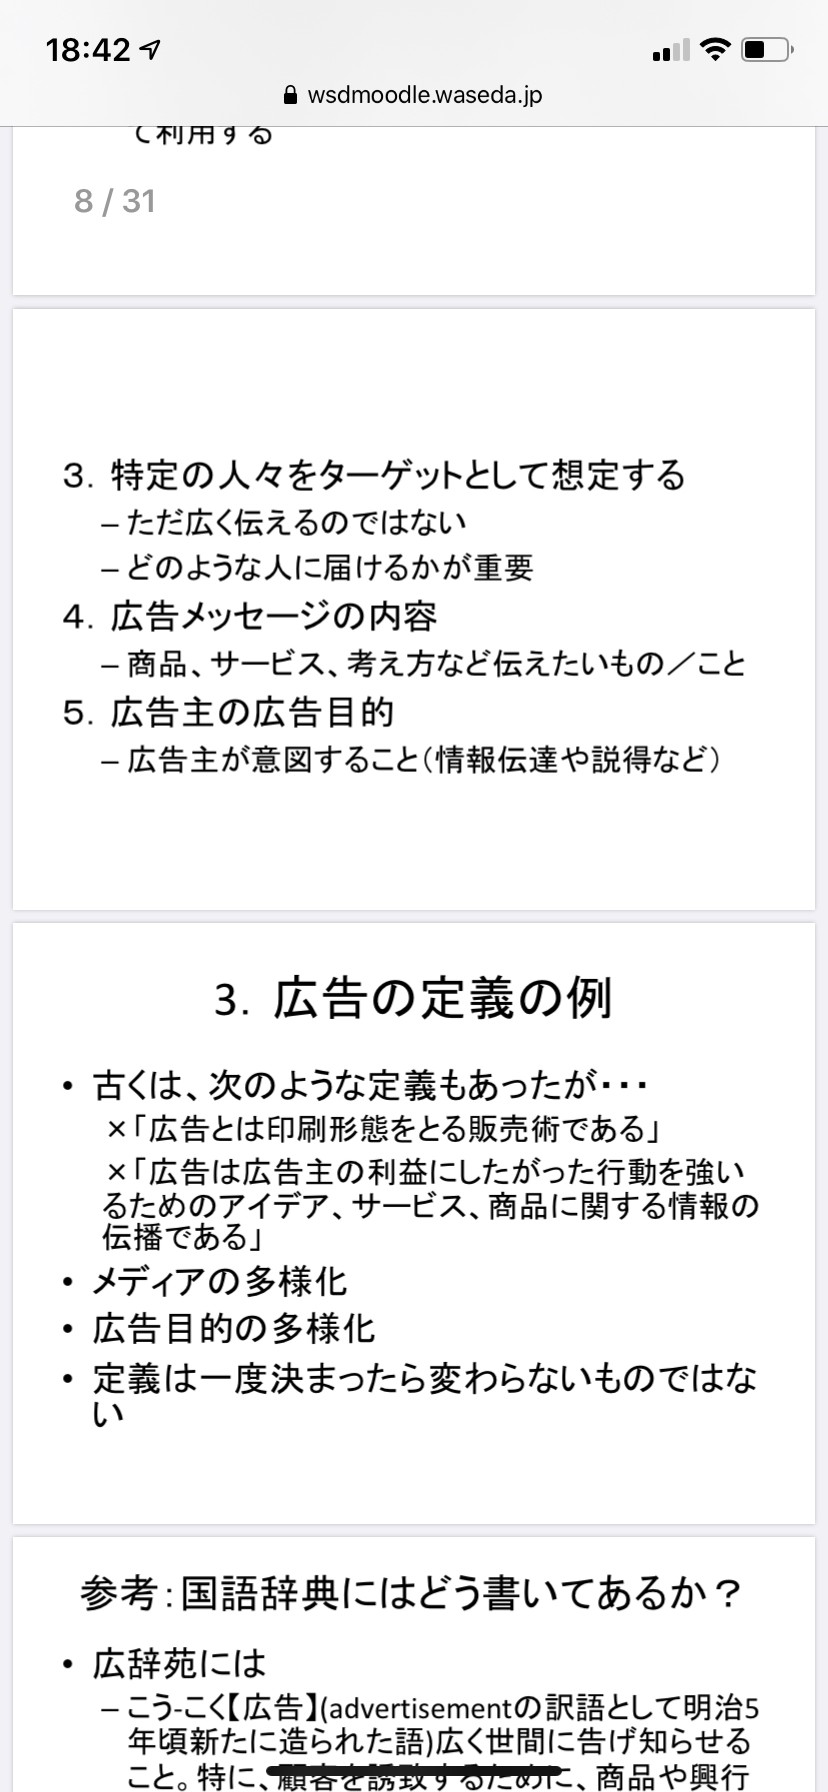 18:42
wsdmoodle.waseda.jp
て利用する
8 / 31
3. 特定の人々をターゲットとして想定する
– ただ広く伝えるのではない
– どのような人に届けるかが重要
4. 広告メッセージの内容
– 商品、サービス、考え方など伝えたいもの／こと
5. 広告主の広告目的
– 広告主が意図すること（情報伝達や説得など）
3. 広告の定義の例
• 古くは、次のような定義もあったが・・・
×「広告とは印刷形態をとる販売術である」
×「広告は広告主の利益にしたがった行動を強い
るためのアイデア、サービス、商品に関する情報の
伝播である」
• メディアの多様化
• 広告目的の多様化
• 定義は一度決まったら変わらないものではな
い
参考：国語辞典にはどう書いてあるか？
• 広辞苑には
– こう-こく【広告】(advertisementの訳語として明治5
年頃新たに造られた語)広く世間に告げ知らせる
こと。特に、顧客を誘致するために、商品や興行